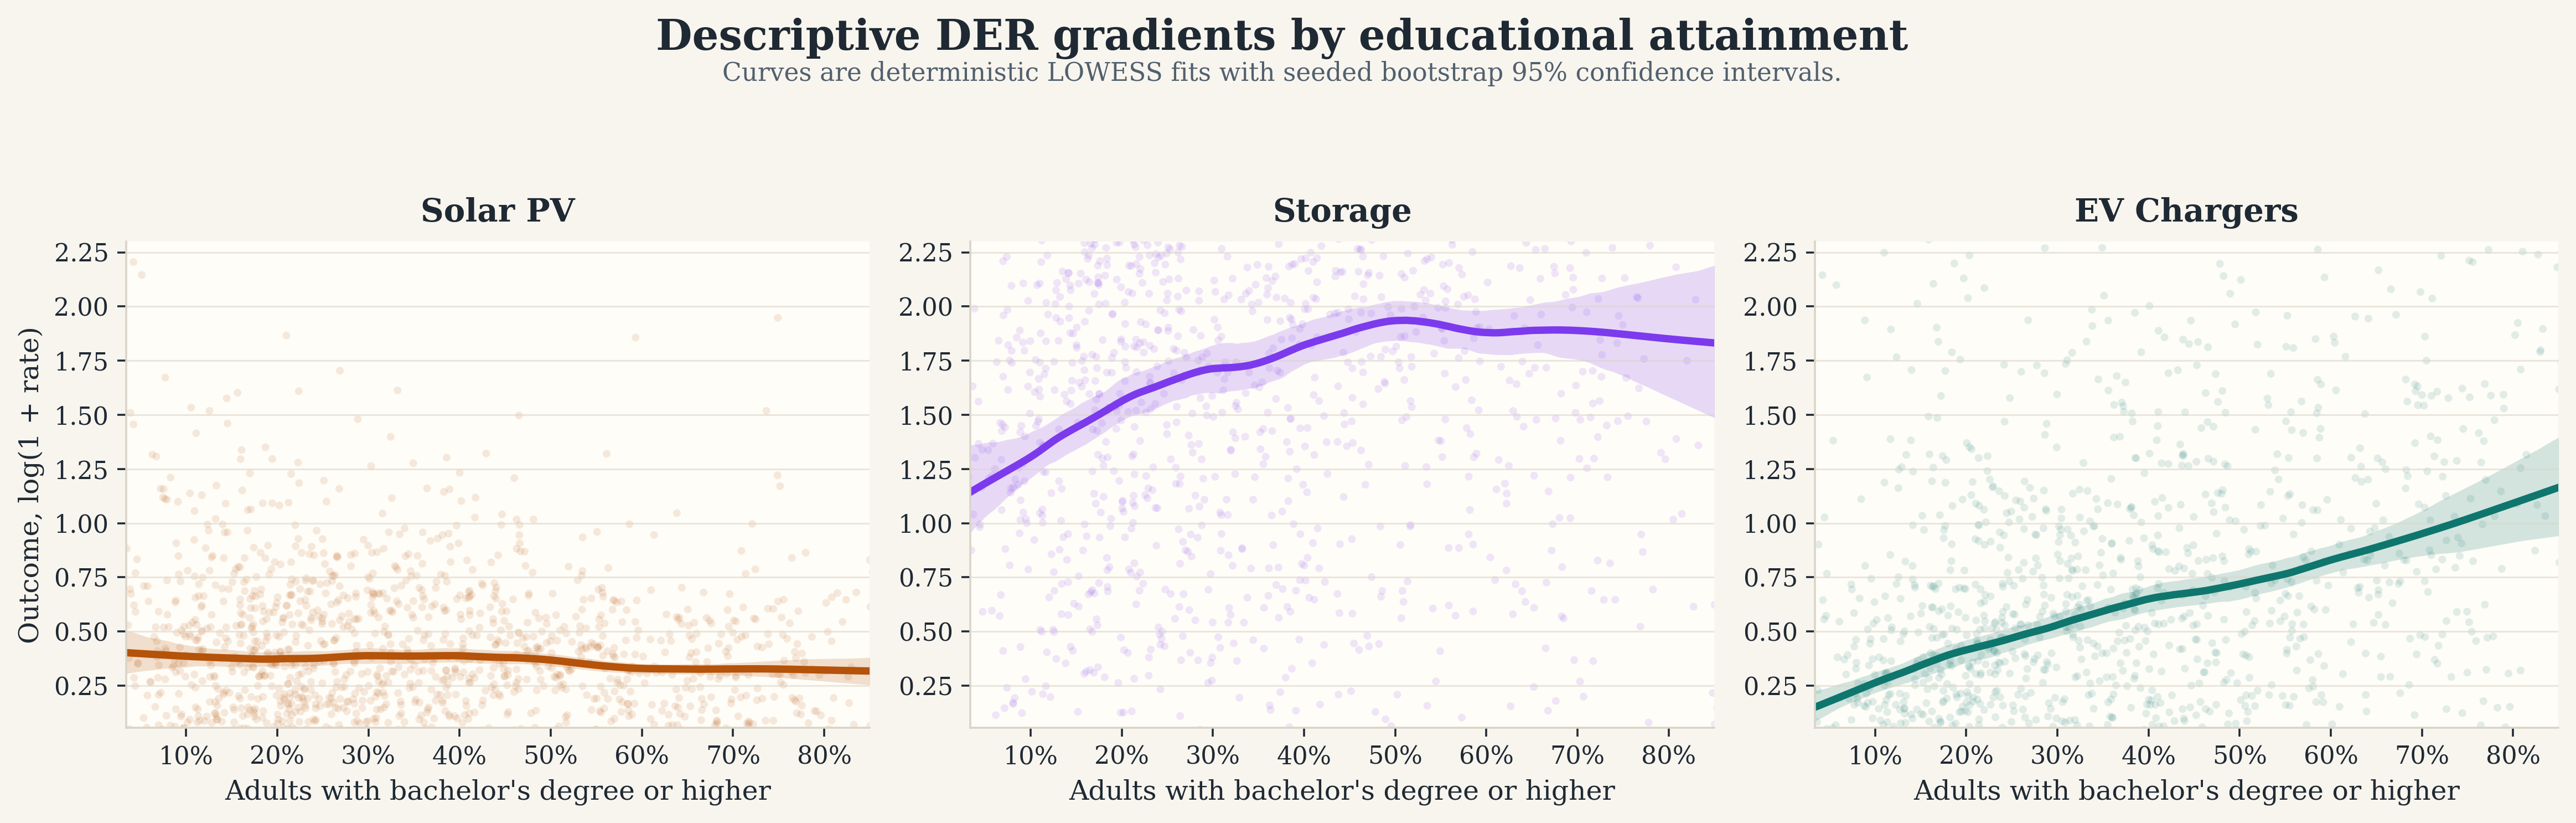 Descriptive DER gradients by educational attainment
Curves are deterministic LOWESS fits with seeded bootstrap 95% confidence intervals.
Solar PV
Storage
EV Chargers
Outcome, log(1 + rate)
2.25
2.00
1.75
1.50
1.25
1.00
0.75
0.50
0.25
10% 20% 30% 40% 50% 60% 70% 80%
Adults with bachelor's degree or higher
2.25
2.00
1.75
1.50
1.25
1.00
0.75
0.50
0.25
10% 20% 30% 40% 50% 60% 70% 80%
Adults with bachelor's degree or higher
2.25
2.00
1.75
1.50
1.25
1.00
0.75
0.50
0.25
10% 20% 30% 40% 50% 60% 70% 80%
Adults with bachelor's degree or higher